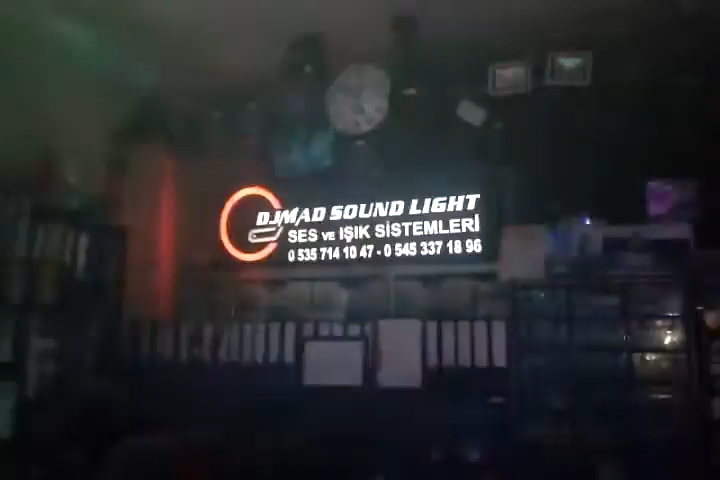 DJMAD SOUND LIGHT
SES VE IŞIK SİSTEMLERİ
0 535 714 10 47 - 0 545 337 18 96